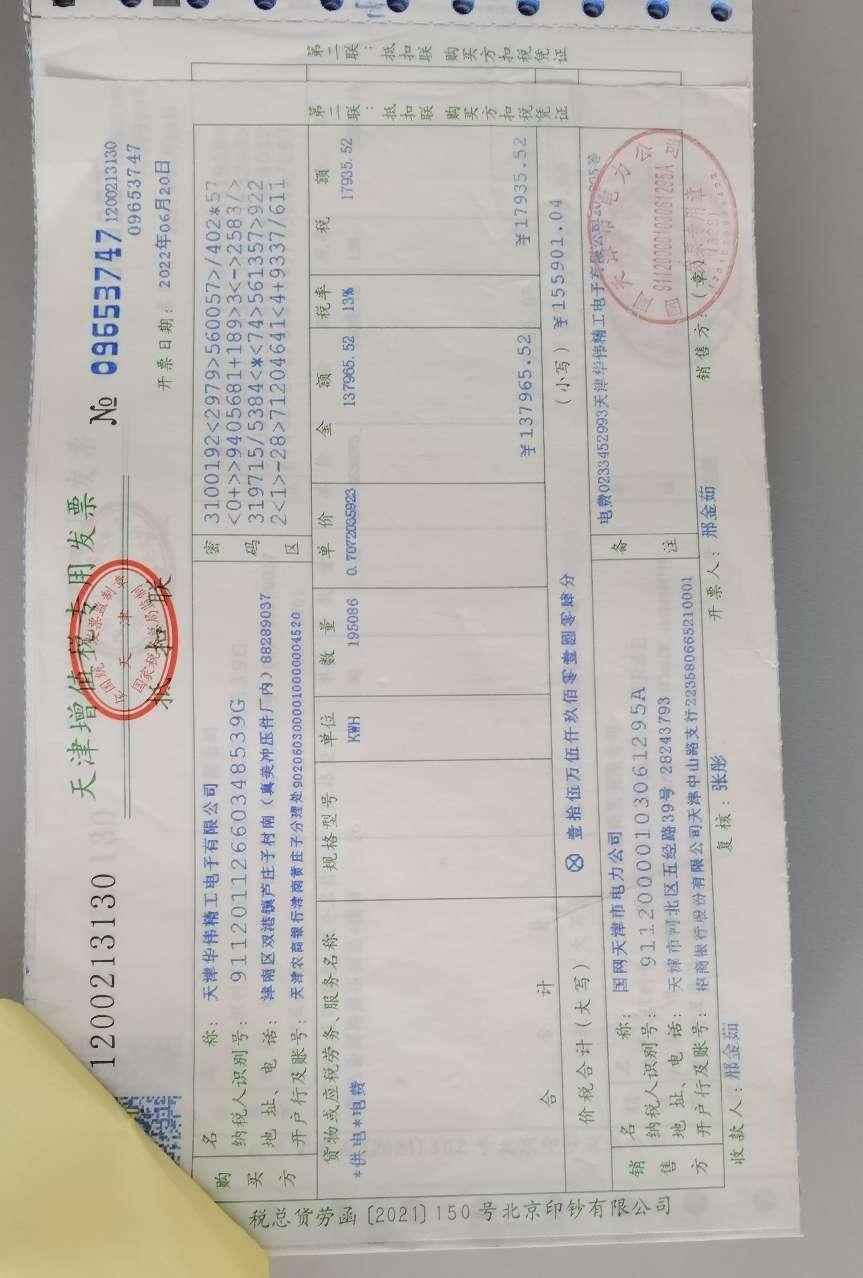 1200213130
天津增值税专用发票
№ 09653747
1200213130
09653747
抵扣联
开票日期: 2022年06月20日
购买方
名 称: 天津华伟精工电子有限公司
纳税人识别号: 91120112660348539G
地址、电话: 津南区双港镇芦庄子村南（真美冲压件厂内）88289037
开户行及账号: 天津农商银行津南黄庄子分理处9020603000010000004520
密码区
3100192<2979>560057>/402*57
<0+>>9405681+189>3<->2583/>
319715/5384<*<74>561357>922
2<1>-28>71204641<4+9337/611
货物或应税劳务、服务名称 规格型号 单位 数量 单价 金额 税率 税额
*供电*电费 KWH 195086 0.7072035923 137965.52 13% 17935.52
合 计 ￥137965.52 ￥17935.52
价税合计（大写） ⊗ 壹拾伍万伍仟玖佰零壹圆零肆分 （小写）￥155901.04
销售方
名 称: 国网天津市电力公司
纳税人识别号: 91120000103061295A
地址、电话: 天津市河北区五经路39号 28243793
开户行及账号: 招商银行股份有限公司天津中山路支行223580665210001
备注
电费0233452993天津华伟精工电子有限公司
收款人: 邢金茹 复核: 张彤 开票人: 邢金茹 销售方: （章）
税总货劳函〔2021〕150号北京印钞有限公司
第二联: 抵扣联 购买方扣税凭证
第二联: 抵扣联 购买方扣税凭证